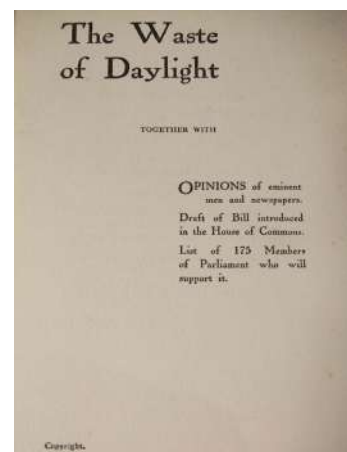 The Waste
of Daylight
TOGETHER WITH
OPINIONS of eminent
men and newspapers.
Draft of Bill introduced
in the House of Commons.
List of 175 Members
of Parliament who will
support it.
Copyright.